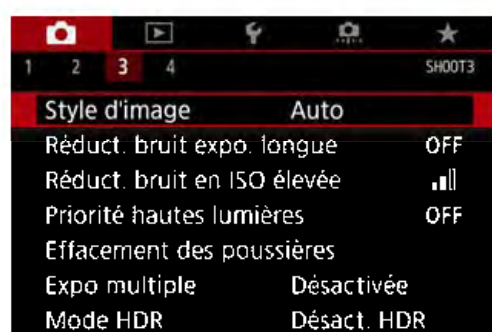 1 2 3 4 SHOOT3
Style d'image Auto
Réduct. bruit expo. longue OFF
Réduct. bruit en ISO élevée
Priorité hautes lumières OFF
Effacement des poussières
Expo multiple Désactivée
Mode HDR Désact. HDR